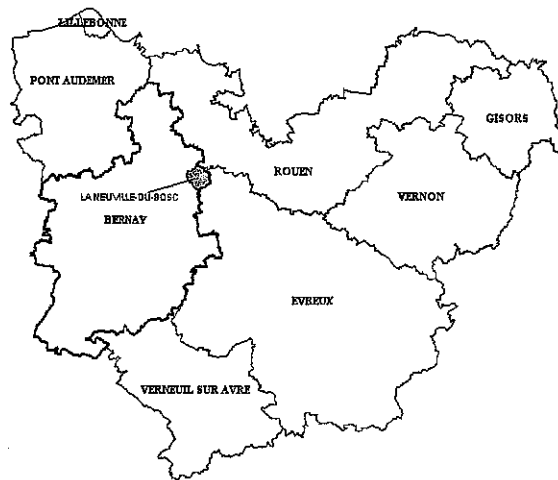 LILLEBONNE
PONT AUDEMER
GISORS
ROUEN
VERNON
LA NEUVILLE-DU-BOSC
BERNAY
EVREUX
VERNEUIL SUR AVRE